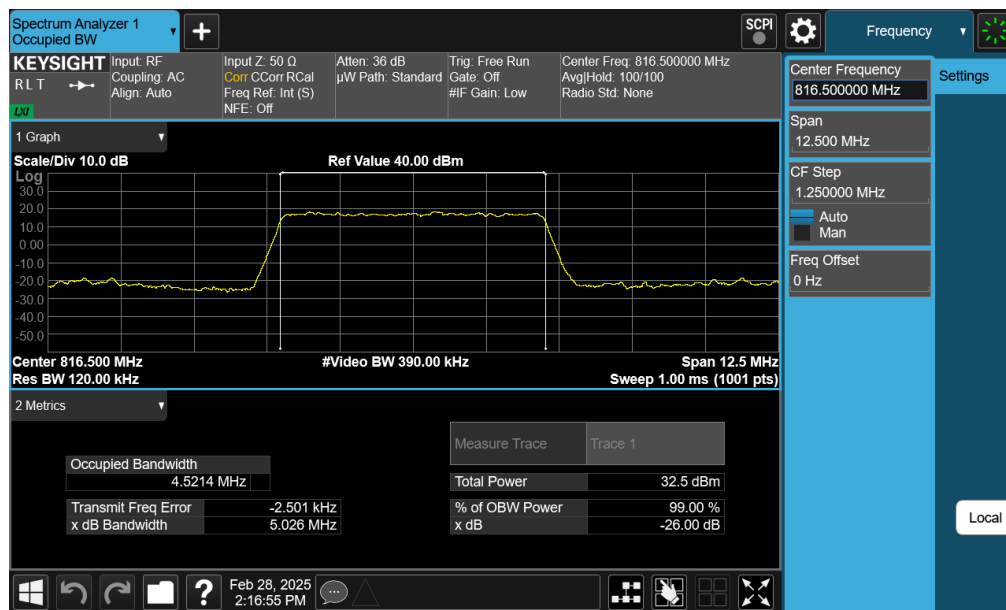 Spectrum Analyzer 1
Occupied BW
+
SCPI
Frequency
KEYSIGHT
RLT
LXI
Input: RF
Coupling: AC
Align: Auto
Input Z: 50 Ω
Corr CCorr RCal
Freq Ref: Int (S)
NFE: Off
Atten: 36 dB
µW Path: Standard
Trig: Free Run
Gate: Off
#IF Gain: Low
Center Freq: 816.500000 MHz
Avg|Hold: 100/100
Radio Std: None
Center Frequency
816.500000 MHz
Settings
Span
12.500 MHz
CF Step
1.250000 MHz
Auto
Man
Freq Offset
0 Hz
1 Graph
Scale/Div 10.0 dB
Ref Value 40.00 dBm
Log
30.0
20.0
10.0
0.00
-10.0
-20.0
-30.0
-40.0
-50.0
Center 816.500 MHz
#Video BW 390.00 kHz
Span 12.5 MHz
Res BW 120.00 kHz
Sweep 1.00 ms (1001 pts)
2 Metrics
Measure Trace
Trace 1
Occupied Bandwidth
4.5214 MHz
Total Power
32.5 dBm
Transmit Freq Error
-2.501 kHz
% of OBW Power
99.00 %
x dB Bandwidth
5.026 MHz
x dB
-26.00 dB
Local
?
Feb 28, 2025
2:16:55 PM